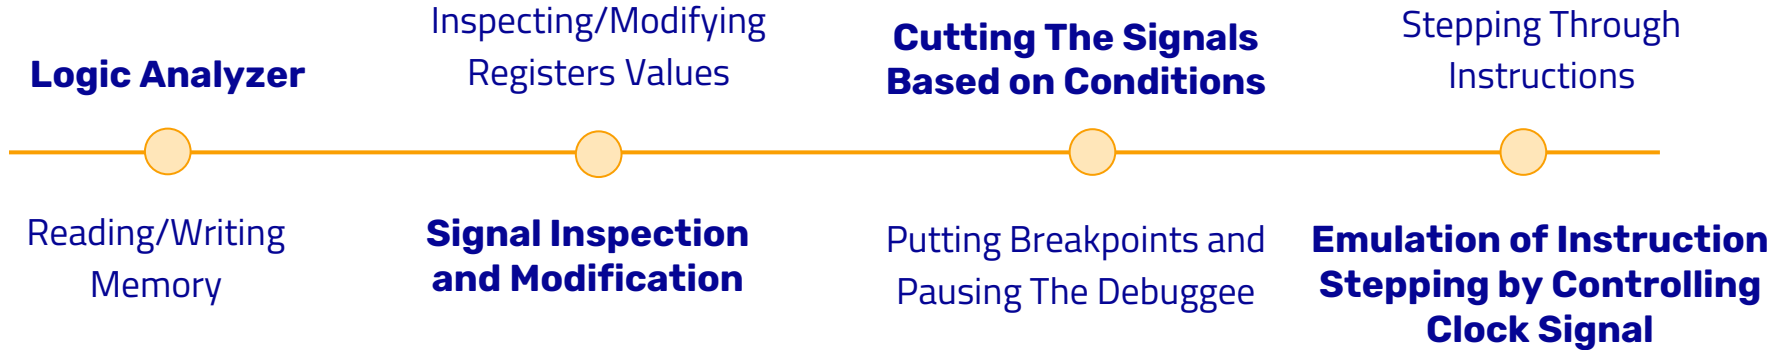 Logic Analyzer
Reading/Writing
Memory
Inspecting/Modifying
Registers Values
Signal Inspection
and Modification
Cutting The Signals
Based on Conditions
Putting Breakpoints and
Pausing The Debuggee
Stepping Through
Instructions
Emulation of Instruction
Stepping by Controlling
Clock Signal